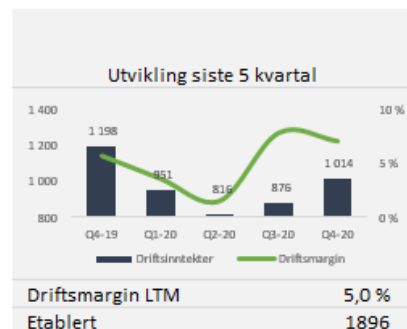 Utvikling siste 5 kvartal
1 400
1 200
1 000
800
10 %
5 %
0 %
1 198
951
816
876
1 014
Q4-19 Q1-20 Q2-20 Q3-20 Q4-20
Driftsinntekter Driftsmargin
Driftsmargin LTM 5,0 %
Etablert 1896